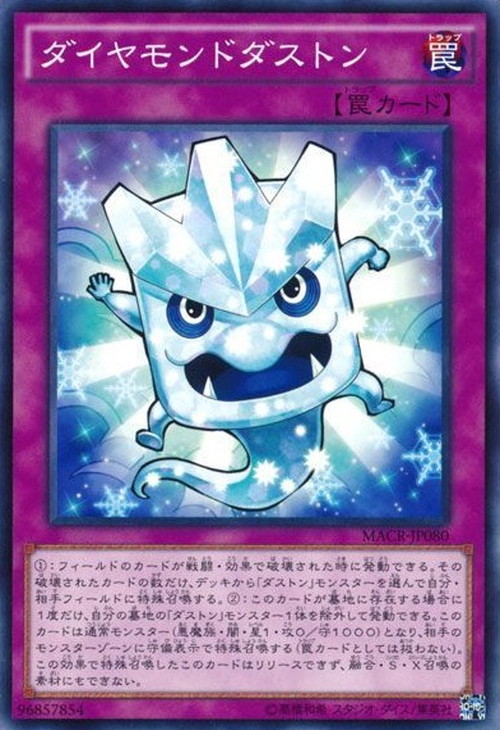 ダイヤモンドダストン
トラップ
罠
トラップ
【罠カード】
MACR-JP080
①:フィールドのカードが戦闘・効果で破壊された時に発動できる。その
破壊されたカードの数だけ、デッキから「ダストン」モンスターを選んで自分・
相手フィールドに特殊召喚する。②:このカードが墓地に存在する場合に
1度だけ、自分の墓地の「ダストン」モンスター1体を除外して発動できる。この
カードは通常モンスター(悪魔族・闇・星1・攻0/守1000)となり、相手の
モンスターゾーンに守備表示で特殊召喚する(罠カードとしては扱わない)。
この効果で特殊召喚したこのカードはリリースできず、融合・S・X召喚の
素材にもできない。
96857854
©高橋和希 スタジオ・ダイス/集英社